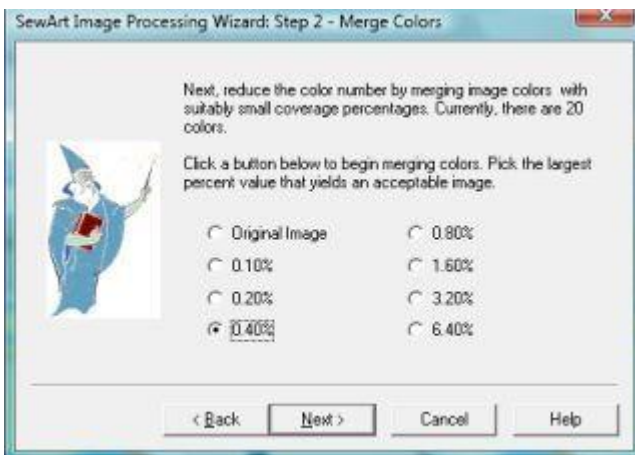 SewArt Image Processing Wizard: Step 2 - Merge Colors
Next, reduce the color number by merging image colors with
suitably small coverage percentages. Currently, there are 20
colors.
Click a button below to begin merging colors. Pick the largest
percent value that yields an acceptable image.
Original Image
0.80%
0.10%
1.60%
0.20%
3.20%
0.40%
6.40%
< Back
Next >
Cancel
Help